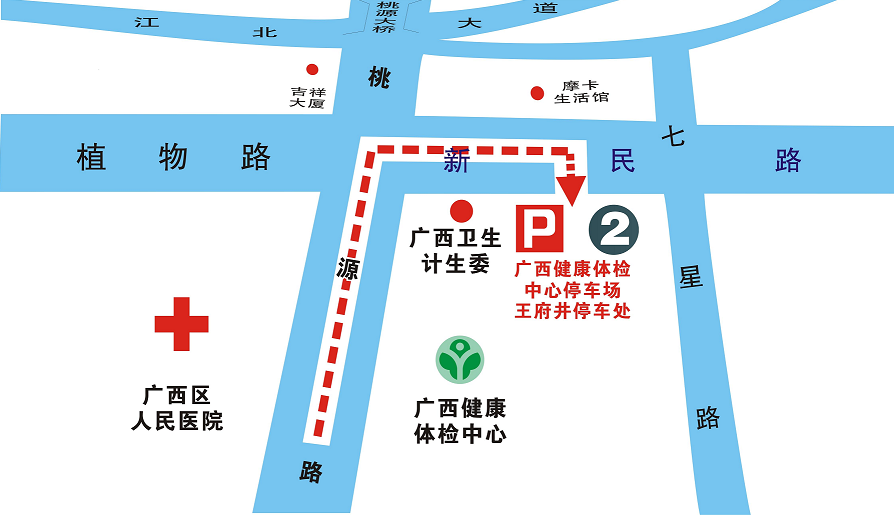 江北大道
桃源大桥
吉祥
大厦
摩卡
生活馆
植物路
新民路
桃源路
七星路
广西卫生
计生委
P
2
广西健康体检
中心停车场
王府井停车处
广西区
人民医院
广西健康
体检中心